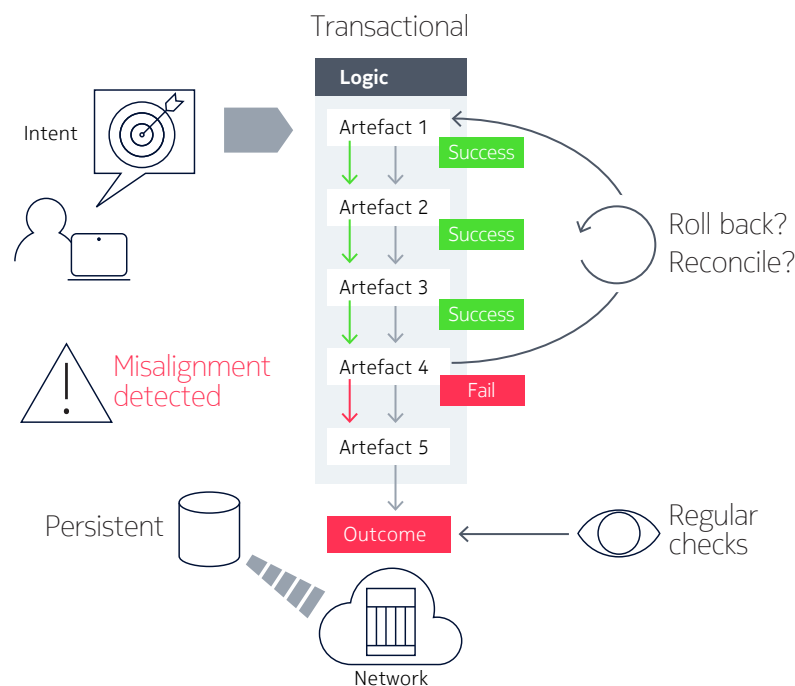 Transactional
Logic
Intent
Artefact 1
Success
Artefact 2
Success
Roll back?
Reconcile?
Artefact 3
Success
Misalignment
detected
Artefact 4
Fail
Artefact 5
Persistent
Outcome
Regular
checks
Network